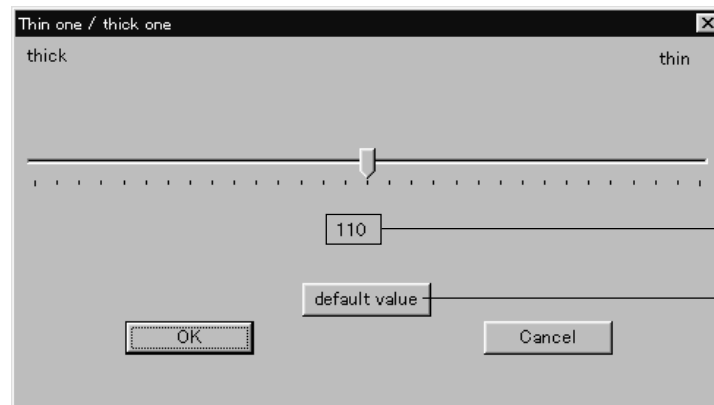 Thin one / thick one
thick
thin
110
default value
OK
Cancel